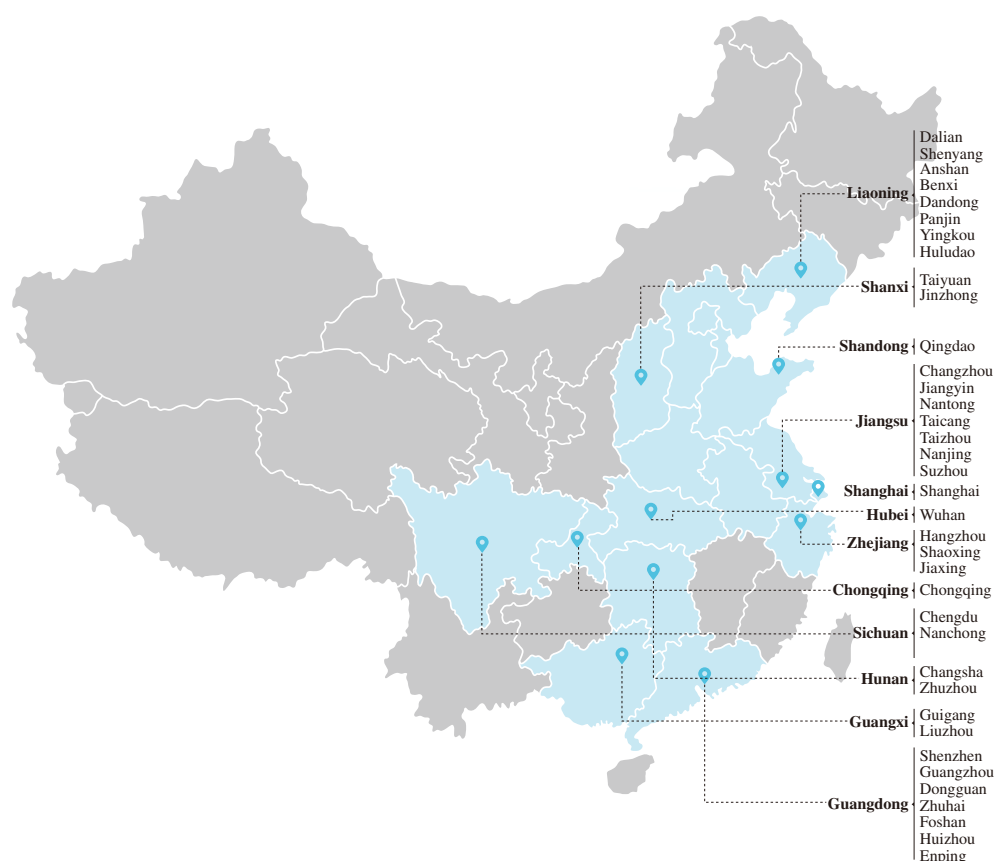 Liaoning
Dalian
Shenyang
Anshan
Benxi
Dandong
Panjin
Yingkou
Huludao
Shanxi
Taiyuan
Jinzhong
Shandong
Qingdao
Jiangsu
Changzhou
Jiangyin
Nantong
Taicang
Taizhou
Nanjing
Suzhou
Shanghai
Shanghai
Hubei
Wuhan
Zhejiang
Hangzhou
Shaoxing
Jiaxing
Chongqing
Chongqing
Sichuan
Chengdu
Nanchong
Hunan
Changsha
Zhuzhou
Guangxi
Guigang
Liuzhou
Guangdong
Shenzhen
Guangzhou
Dongguan
Zhuhai
Foshan
Huizhou
Enping